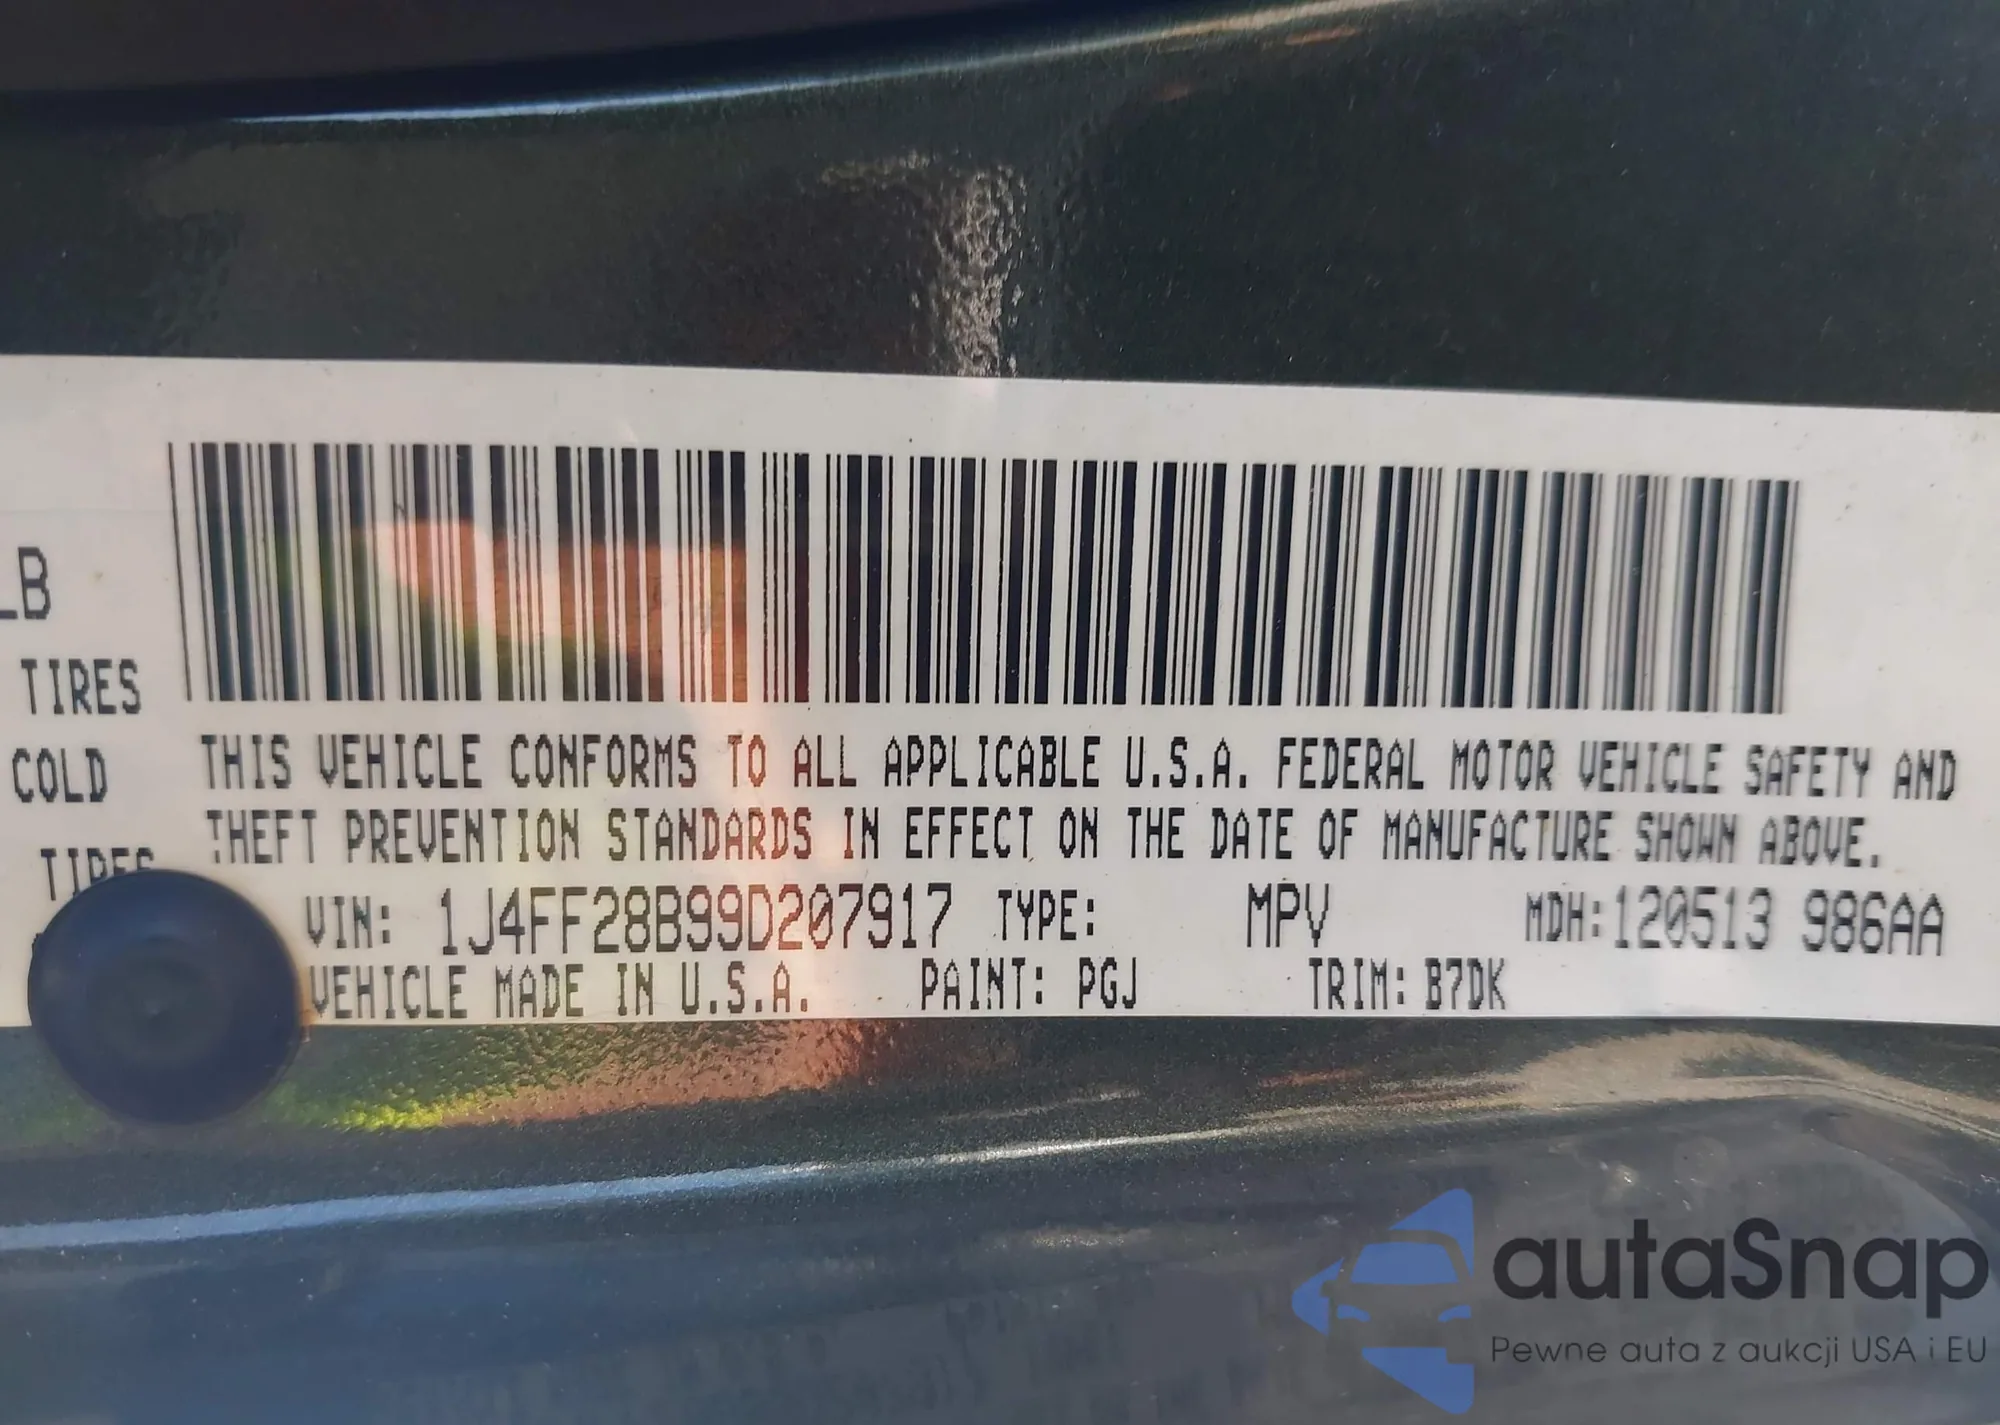 LB
TIRES
COLD
TIRES
THIS VEHICLE CONFORMS TO ALL APPLICABLE U.S.A. FEDERAL MOTOR VEHICLE SAFETY AND
THEFT PREVENTION STANDARDS IN EFFECT ON THE DATE OF MANUFACTURE SHOWN ABOVE.
VIN: 1J4FF28B99D207917 TYPE: MPV MDH:120513 986AA
VEHICLE MADE IN U.S.A. PAINT: PGJ TRIM: B7DK
autaSnap
Pewne auta z aukcji USA i EU